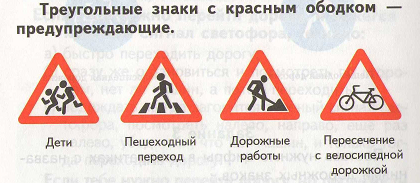 Треугольные знаки с красным ободком —
предупреждающие.
Дети
Пешеходный
переход
Дорожные
работы
Пересечение
с велосипедной
дорожкой